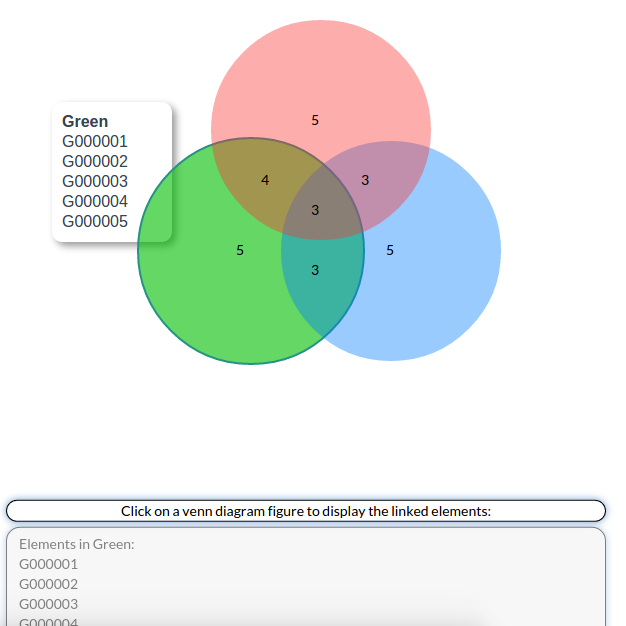 5
Green
G000001
G000002
G000003
G000004
G000005
4
3
3
5
5
3
Click on a venn diagram figure to display the linked elements:
Elements in Green:
G000001
G000002
G000003
G000004